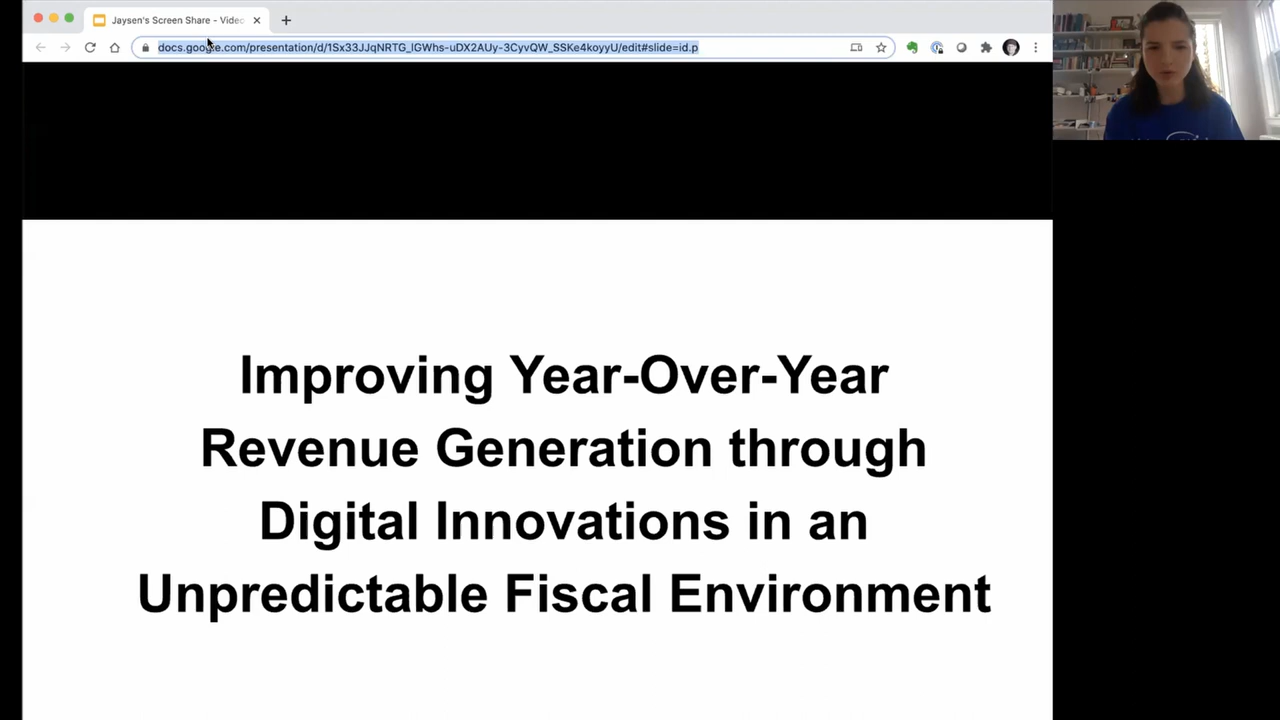 Jaysen's Screen Share - Video
docs.google.com/presentation/d/1Sx33JJqNRTG_lGWhs-uDX2AUy-3CyvQW_SSKe4koyyU/edit#slide=id.p
Improving Year-Over-Year
Revenue Generation through
Digital Innovations in an
Unpredictable Fiscal Environment